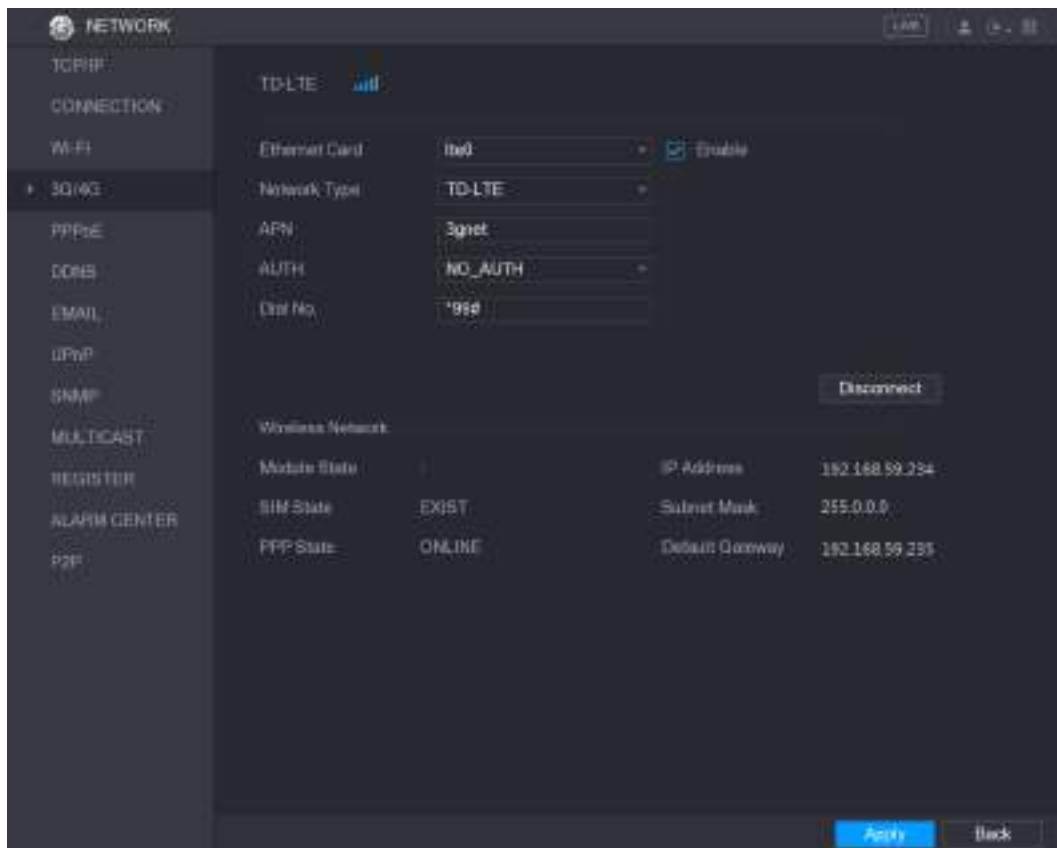 NETWORK
LIVE
TCP/IP
CONNECTION
WI-FI
3G/4G
PPPoE
DDNS
EMAIL
UPnP
SNMP
MULTICAST
REGISTER
ALARM CENTER
P2P
TD-LTE
Ethernet Card lte0 Enable
Network Type TD-LTE
APN 3gnet
AUTH NO_AUTH
Dial No. *99#
Disconnect
Wireless Network
Module State IP Address 192.168.59.234
SIM State EXIST Subnet Mask 255.0.0.0
PPP State ONLINE Default Gateway 192.168.59.235
Apply Back